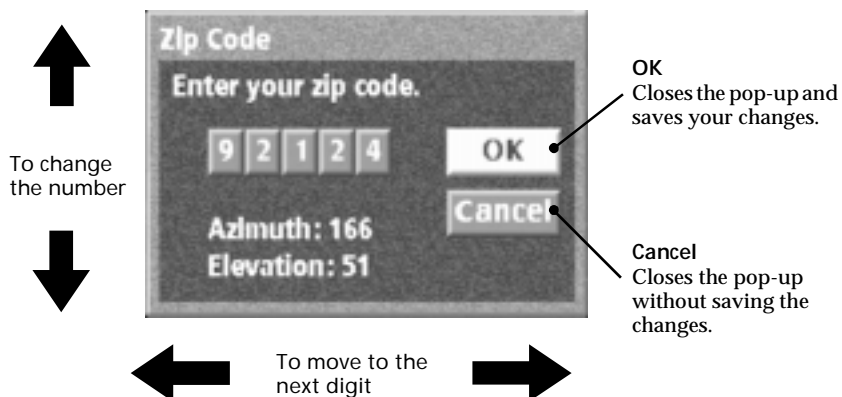 Zip Code
Enter your zip code.
9 2 1 2 4
OK
Cancel
Azimuth: 166
Elevation: 51
To change
the number
OK
Closes the pop-up and
saves your changes.
Cancel
Closes the pop-up
without saving the
changes.
To move to the
next digit